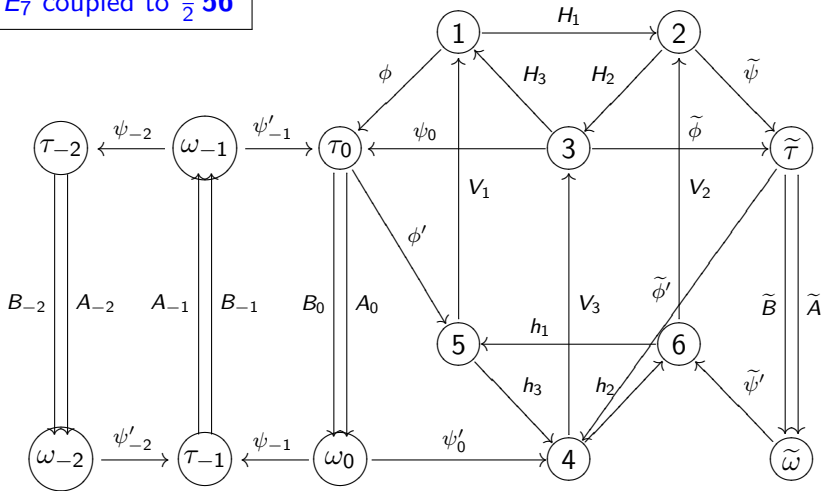 E₇ coupled to ½ 56
1 H₁ 2
ϕ H₃ H₂ ψ̃
τ₋₂ ψ₋₂ ω₋₁ ψ′₋₁ τ₀ ψ₀ 3 ϕ̃ τ̃
V₁ V₂
ϕ′
B₋₂ A₋₂ A₋₁ B₋₁ B₀ A₀ V₃ ϕ̃′ B̃ Ã
5 h₁ 6
h₃ h₂ ψ̃′
ω₋₂ ψ′₋₂ τ₋₁ ψ₋₁ ω₀ ψ′₀ 4 ω̃